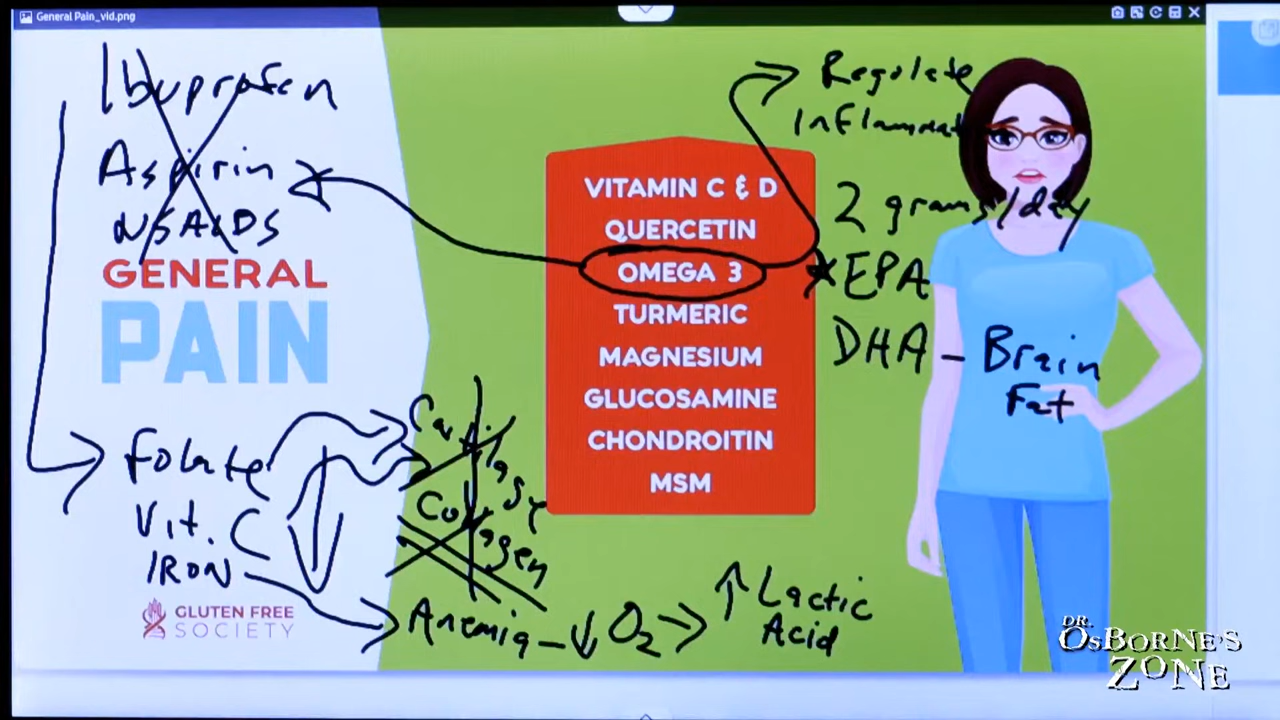 General Pain_vid.png
Ibuprofen
Aspirin
NSAIDS
GENERAL
PAIN
Folate
Vit. C
IRON
GLUTEN FREE
SOCIETY
Cartilage
Collagen
Anemia - ↓ O2 → ↑ Lactic
Acid
VITAMIN C & D
QUERCETIN
OMEGA 3
TURMERIC
MAGNESIUM
GLUCOSAMINE
CHONDROITIN
MSM
Regulate
2 grams/day
*EPA
DHA - Brain
Fat
DR.
OSBORNE'S
ZONE